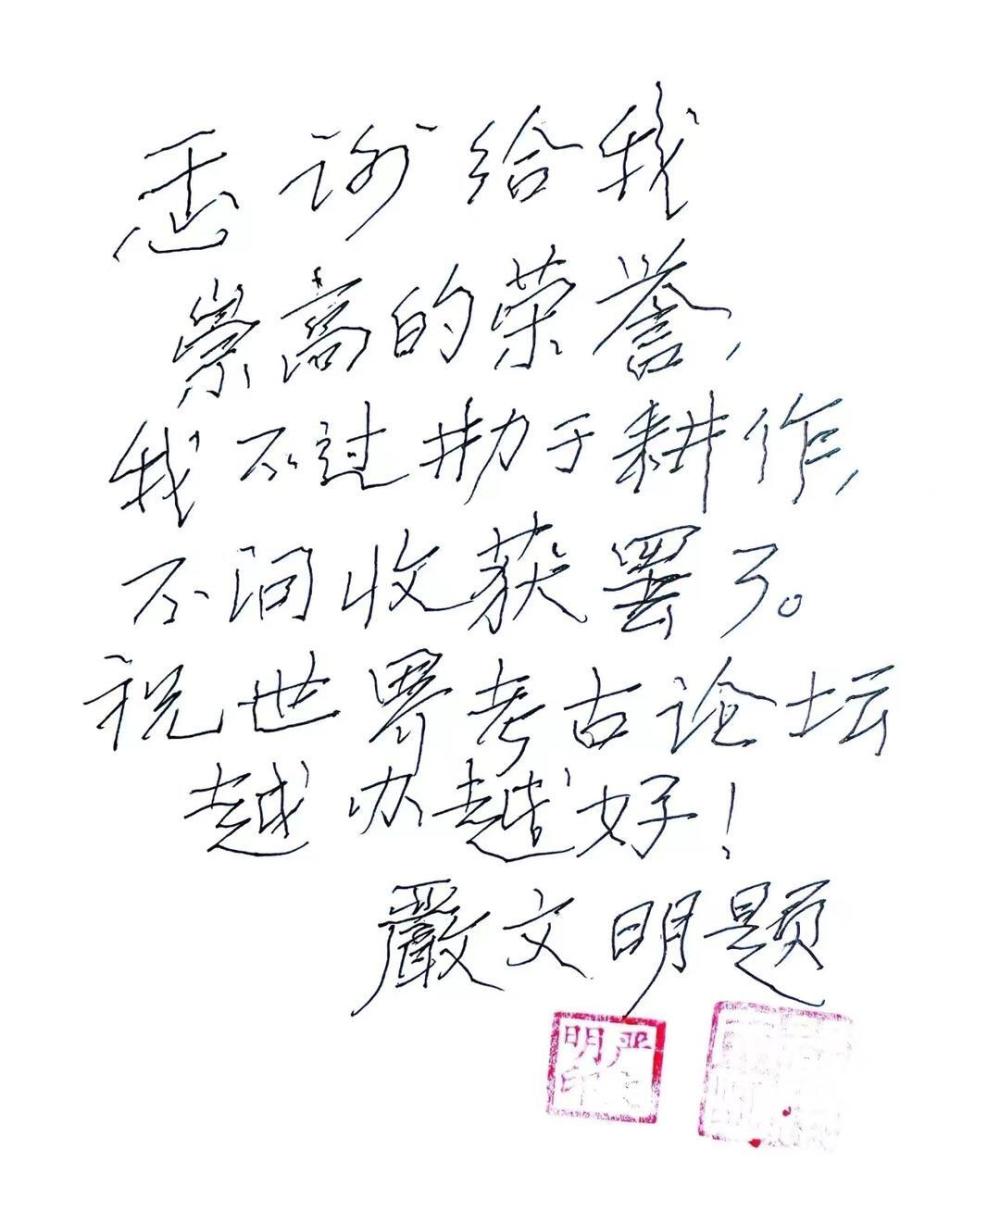 感谢给我
崇高的荣誉，
我不过勤于耕作，
不问收获罢了。
祝世界考古论坛
越办越好！
嚴文明题
严文明印